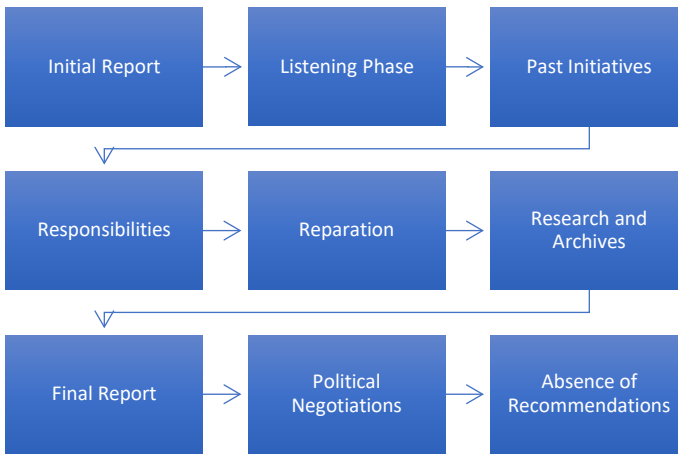 Initial Report
Listening Phase
Past Initiatives
Responsibilities
Reparation
Research and
Archives
Final Report
Political
Negotiations
Absence of
Recommendations